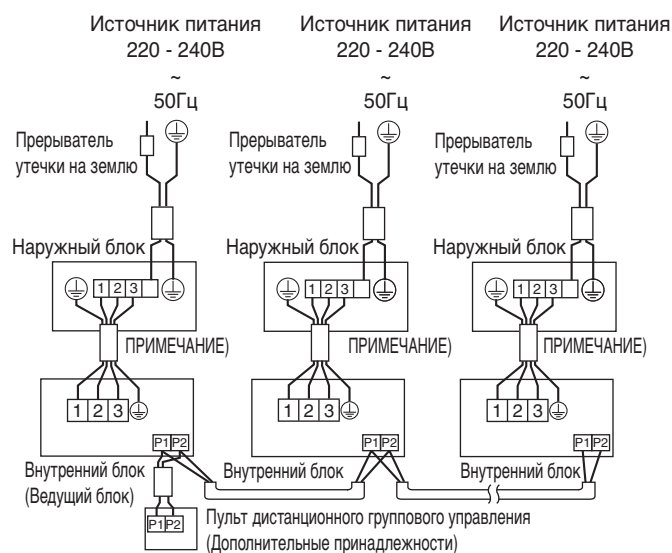 Источник питания Источник питания Источник питания
220 - 240В 220 - 240В 220 - 240В
~ ~ ~
50Гц 50Гц 50Гц
Прерыватель Прерыватель Прерыватель
утечки на землю утечки на землю утечки на землю
Наружный блок Наружный блок Наружный блок
1 2 3 1 2 3 1 2 3
ПРИМЕЧАНИЕ) ПРИМЕЧАНИЕ) ПРИМЕЧАНИЕ)
1 2 3 1 2 3 1 2 3
P1 P2 P1 P2 P1 P2
Внутренний блок Внутренний блок Внутренний блок
(Ведущий блок)
P1 P2 Пульт дистанционного группового управления
(Дополнительные принадлежности)